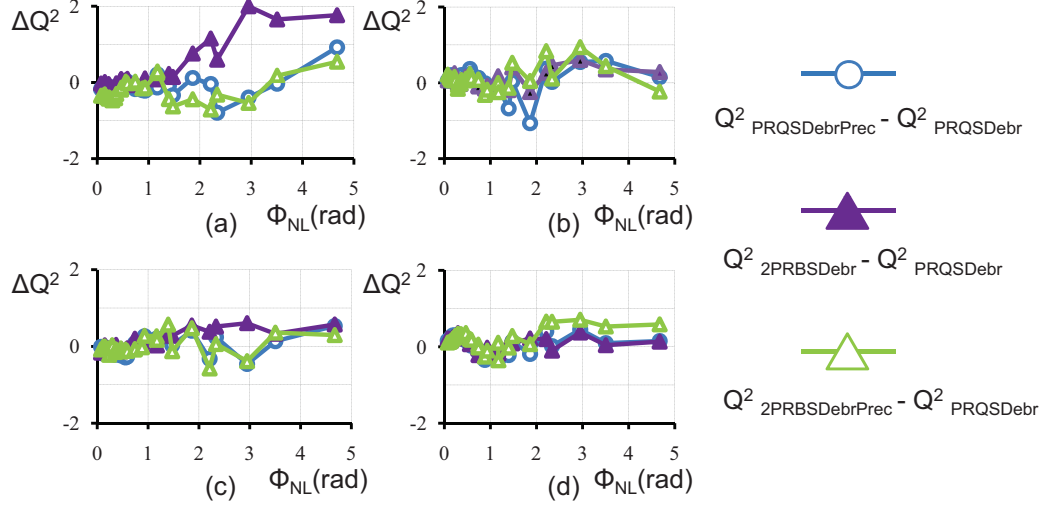 ΔQ²
2
0
-2
0 1 2 3 4 5
(a) Φ_NL(rad)
ΔQ²
2
0
-2
0 1 2 3 4 5
(b) Φ_NL(rad)
ΔQ²
2
0
-2
0 1 2 3 4 5
(c) Φ_NL(rad)
ΔQ²
2
0
-2
0 1 2 3 4 5
(d) Φ_NL(rad)
Q² PRQSDebrPrec - Q² PRQSDebr
Q² 2PRBSDebr - Q² PRQSDebr
Q² 2PRBSDebrPrec - Q² PRQSDebr